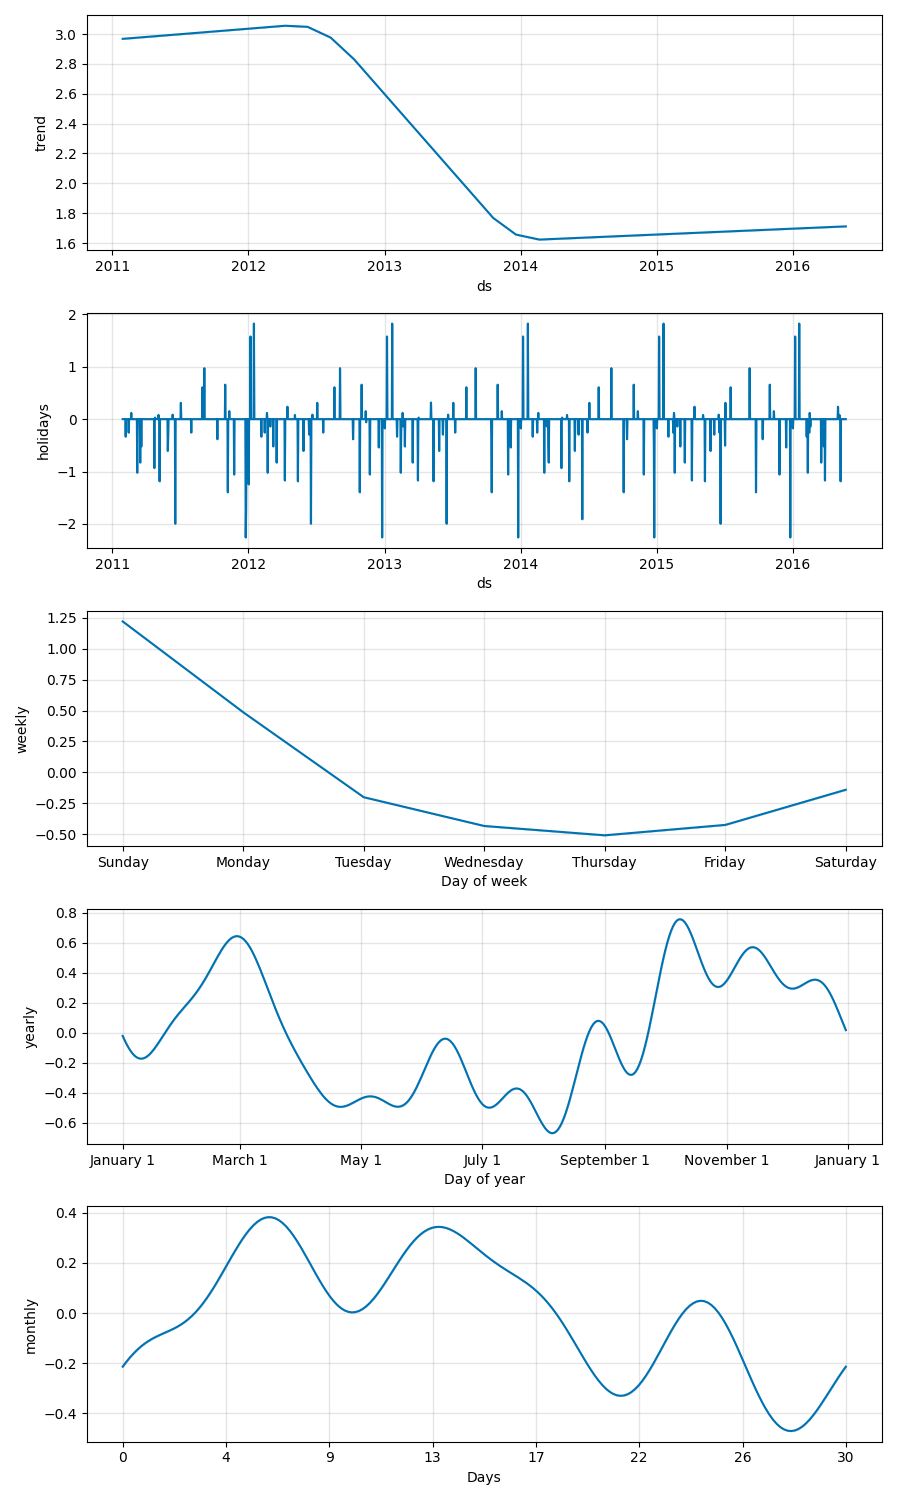 3.0
2.8
2.6
2.4
2.2
2.0
1.8
1.6
trend
2011 2012 2013 2014 2015 2016
ds
2
1
0
−1
−2
holidays
2011 2012 2013 2014 2015 2016
ds
1.25
1.00
0.75
0.50
0.25
0.00
−0.25
−0.50
weekly
Sunday Monday Tuesday Wednesday Thursday Friday Saturday
Day of week
0.8
0.6
0.4
0.2
0.0
−0.2
−0.4
−0.6
yearly
January 1 March 1 May 1 July 1 September 1 November 1 January 1
Day of year
0.4
0.2
0.0
−0.2
−0.4
monthly
0 4 9 13 17 22 26 30
Days